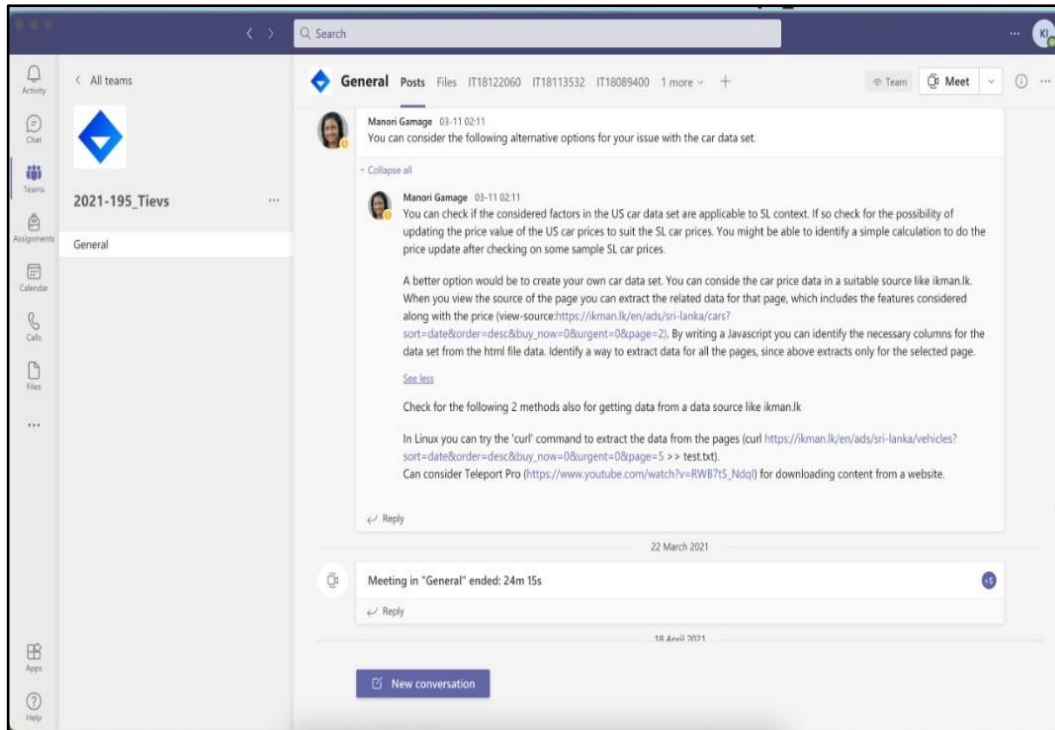 Search
KI
Activity
Chat
Teams
Assignments
Calendar
Calls
Files
Apps
Help
All teams
2021-195_Tievs
General
General Posts Files IT18122060 IT18113532 IT18089400 1 more
Team
Meet
Manori Gamage 03-11 02:11
You can consider the following alternative options for your issue with the car data set.
Collapse all
Manori Gamage 03-11 02:11
You can check if the considered factors in the US car data set are applicable to SL context. If so check for the possibility of
updating the price value of the US car prices to suit the SL car prices. You might be able to identify a simple calculation to do the
price update after checking on some sample SL car prices.
A better option would be to create your own car data set. You can conside the car price data in a suitable source like ikman.lk.
When you view the source of the page you can extract the related data for that page, which includes the features considered
along with the price (view-source:https://ikman.lk/en/ads/sri-lanka/cars?
sort=date&order=desc&buy_now=0&urgent=0&page=2). By writing a Javascript you can identify the necessary columns for the
data set from the html file data. Identify a way to extract data for all the pages, since above extracts only for the selected page.
See less
Check for the following 2 methods also for getting data from a data source like ikman.lk
In Linux you can try the 'curl' command to extract the data from the pages (curl https://ikman.lk/en/ads/sri-lanka/vehicles?
sort=date&order=desc&buy_now=0&urgent=0&page=5 >> test.txt).
Can consider Teleport Pro (https://www.youtube.com/watch?v=RWB7tS_NdqI) for downloading content from a website.
Reply
22 March 2021
Meeting in "General" ended: 24m 15s
+3
Reply
18 April 2021
New conversation